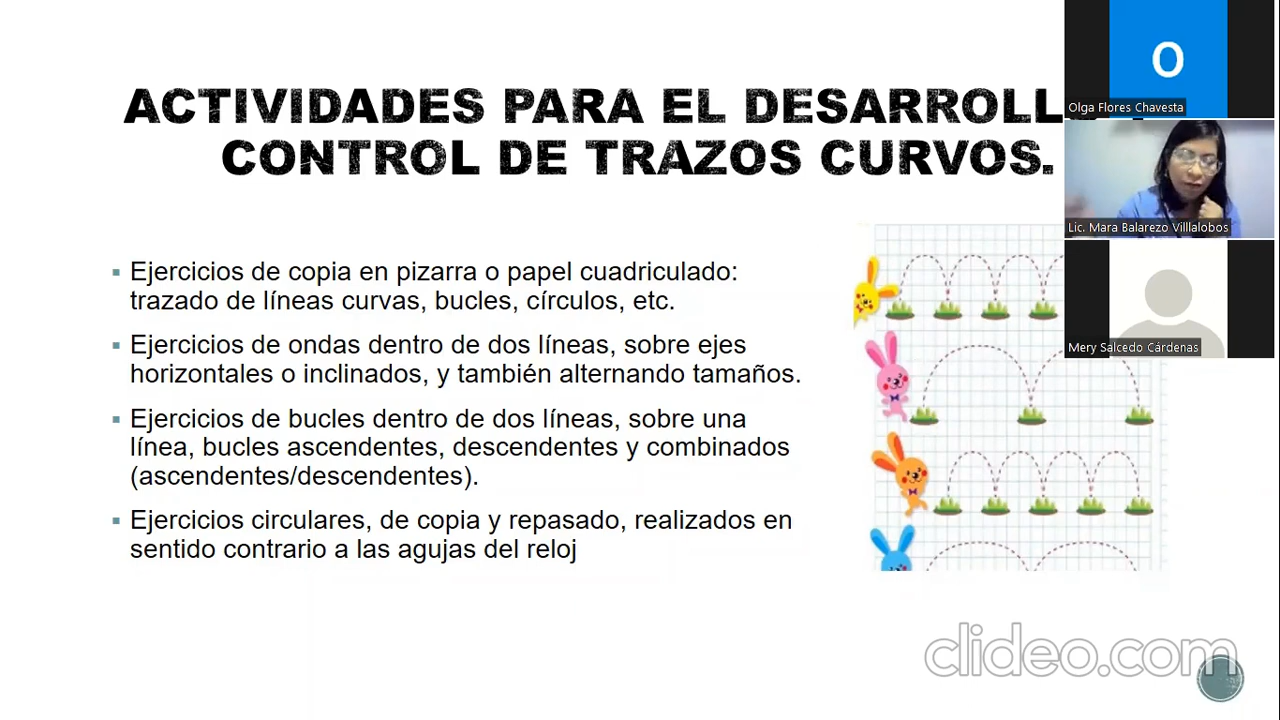 ACTIVIDADES PARA EL DESARROLL
CONTROL DE TRAZOS CURVOS.
Ejercicios de copia en pizarra o papel cuadriculado:
trazado de líneas curvas, bucles, círculos, etc.
Ejercicios de ondas dentro de dos líneas, sobre ejes
horizontales o inclinados, y también alternando tamaños.
Ejercicios de bucles dentro de dos líneas, sobre una
línea, bucles ascendentes, descendentes y combinados
(ascendentes/descendentes).
Ejercicios circulares, de copia y repasado, realizados en
sentido contrario a las agujas del reloj
O
Olga Flores Chavesta
Lic. Mara Balarezo Villlalobos
Mery Salcedo Cárdenas
clideo.com